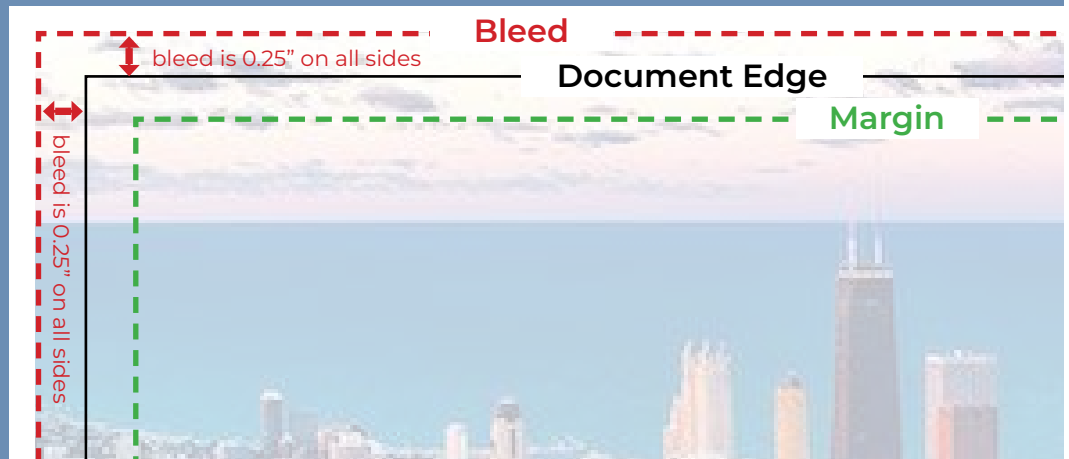 Bleed
bleed is 0.25” on all sides
Document Edge
Margin
bleed is 0.25” on all sides